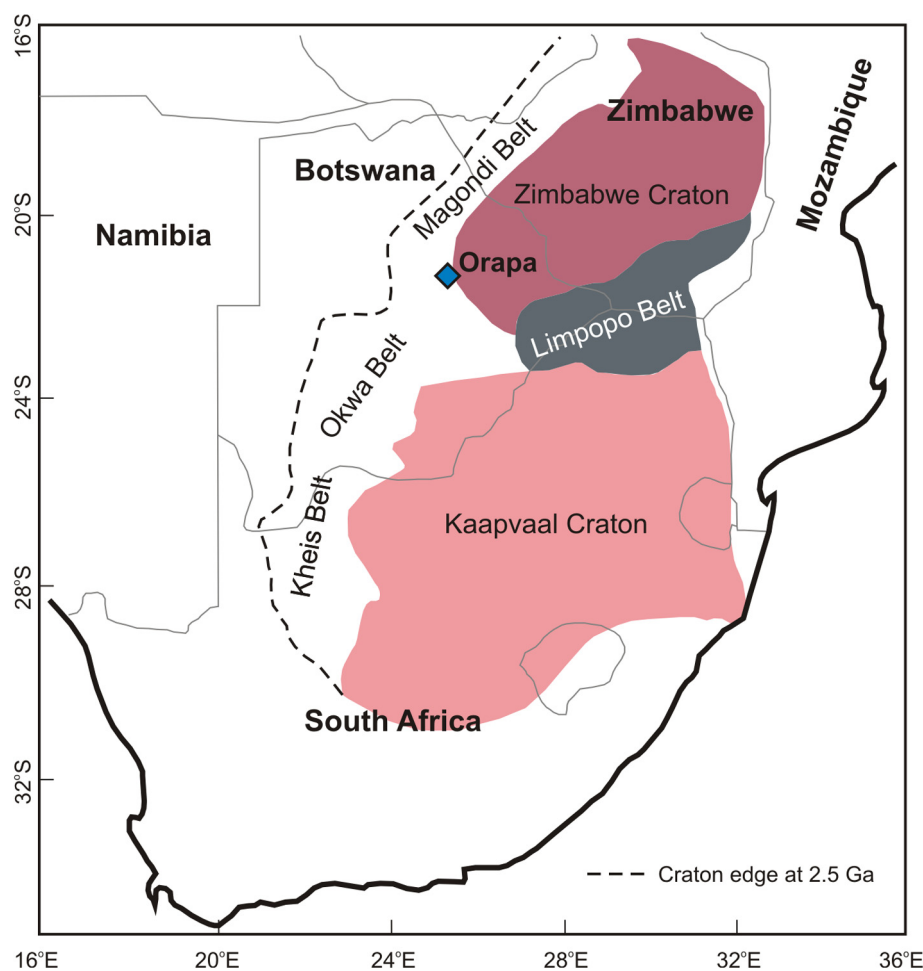 16°S
Zimbabwe
Mozambique
Magondi Belt
Botswana
Zimbabwe Craton
20°S
Namibia
Orapa
Limpopo Belt
24°S
Okwa Belt
Kaapvaal Craton
Kheis Belt
28°S
South Africa
32°S
Craton edge at 2.5 Ga
16°E
20°E
24°E
28°E
32°E
36°E